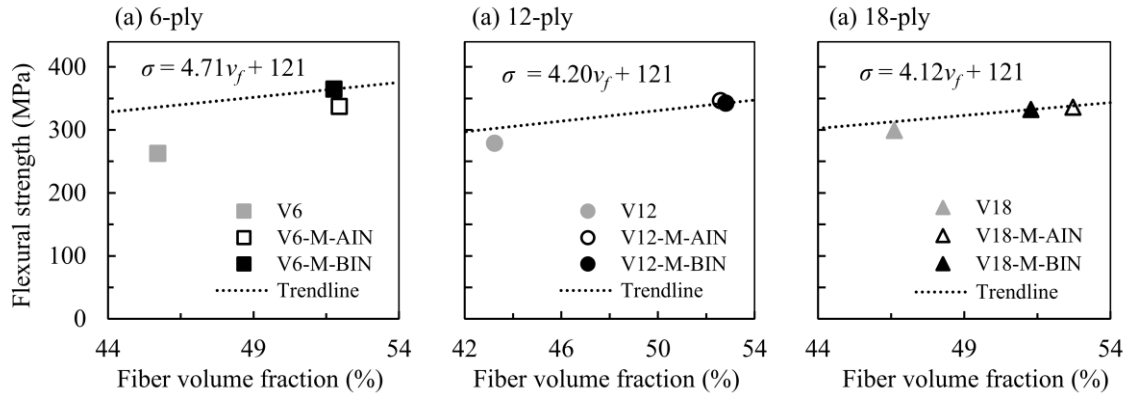 (a) 6-ply
(a) 12-ply
(a) 18-ply
Flexural strength (MPa)
400
300
200
100
0
σ = 4.71vf + 121
V6
V6-M-AIN
V6-M-BIN
Trendline
44
49
54
Fiber volume fraction (%)
σ = 4.20vf + 121
V12
V12-M-AIN
V12-M-BIN
Trendline
42
46
50
54
Fiber volume fraction (%)
σ = 4.12vf + 121
V18
V18-M-AIN
V18-M-BIN
Trendline
44
49
54
Fiber volume fraction (%)